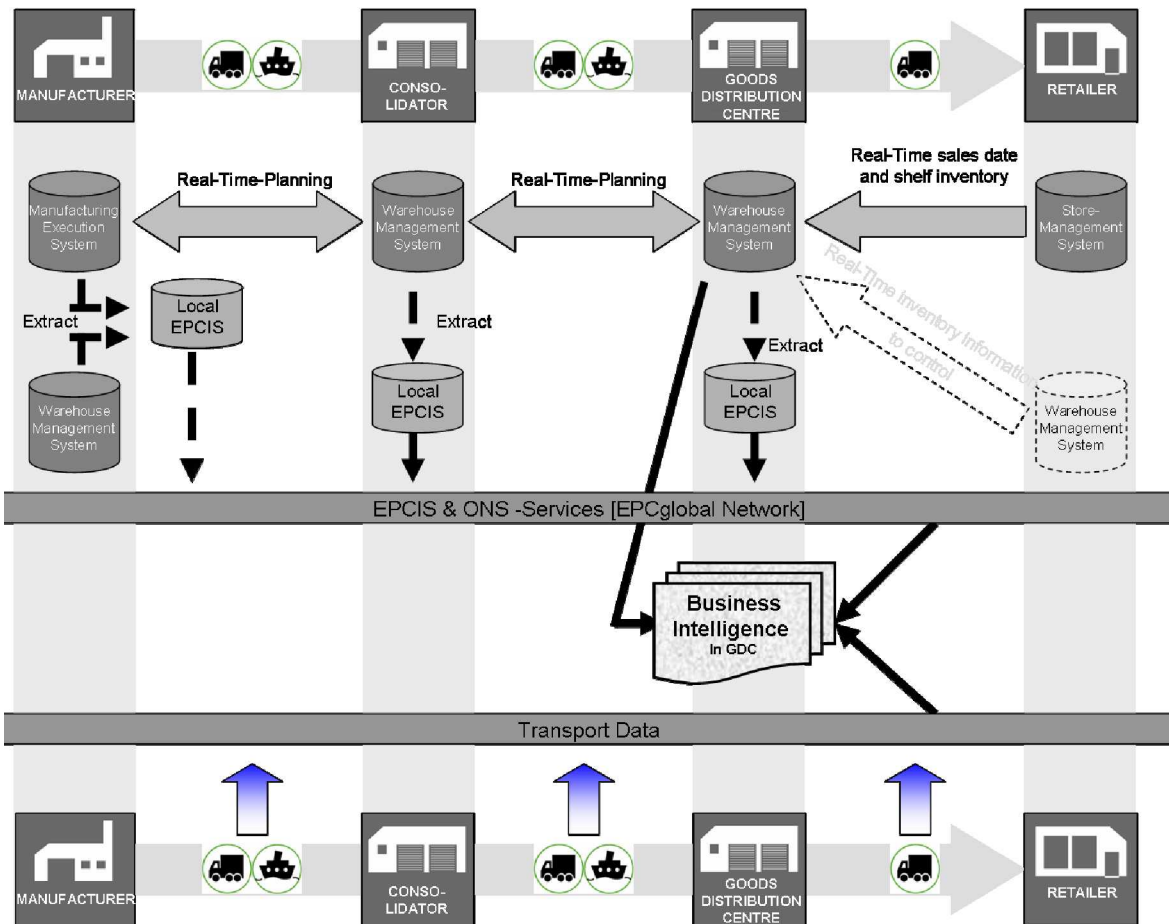 MANUFACTURER
CONSO-
LIDATOR
GOODS
DISTRIBUTION
CENTRE
RETAILER
Real-Time-Planning
Real-Time-Planning
Real-Time sales date
and shelf inventory
Manufacturing
Execution
System
Warehouse
Management
System
Warehouse
Management
System
Store-
Management
System
Extract
Local
EPCIS
Extract
Extract
Real-Time Inventory Information
to control
Warehouse
Management
System
Local
EPCIS
Local
EPCIS
Warehouse
Management
System
EPCIS & ONS -Services [EPCglobal Network]
Business
Intelligence
In GDC
Transport Data
MANUFACTURER
CONSO-
LIDATOR
GOODS
DISTRIBUTION
CENTRE
RETAILER